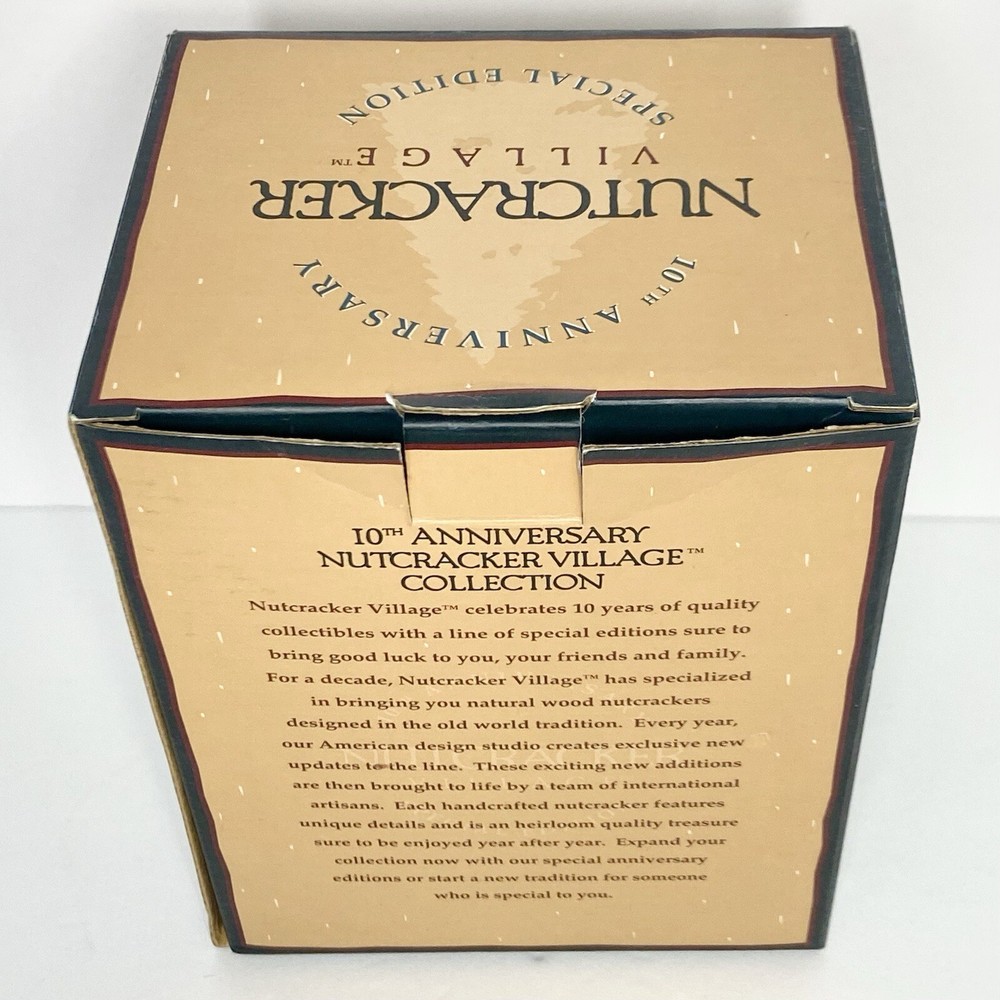 10TH ANNIVERSARY
NUTCRACKER
VILLAGE™
SPECIAL EDITION
10TH ANNIVERSARY
NUTCRACKER VILLAGE™
COLLECTION
Nutcracker Village™ celebrates 10 years of quality
collectibles with a line of special editions sure to
bring good luck to you, your friends and family.
For a decade, Nutcracker Village™ has specialized
in bringing you natural wood nutcrackers
designed in the old world tradition. Every year,
our American design studio creates exclusive new
updates to the line. These exciting new additions
are then brought to life by a team of international
artisans. Each handcrafted nutcracker features
unique details and is an heirloom quality treasure
sure to be enjoyed year after year. Expand your
collection now with our special anniversary
editions or start a new tradition for someone
who is special to you.